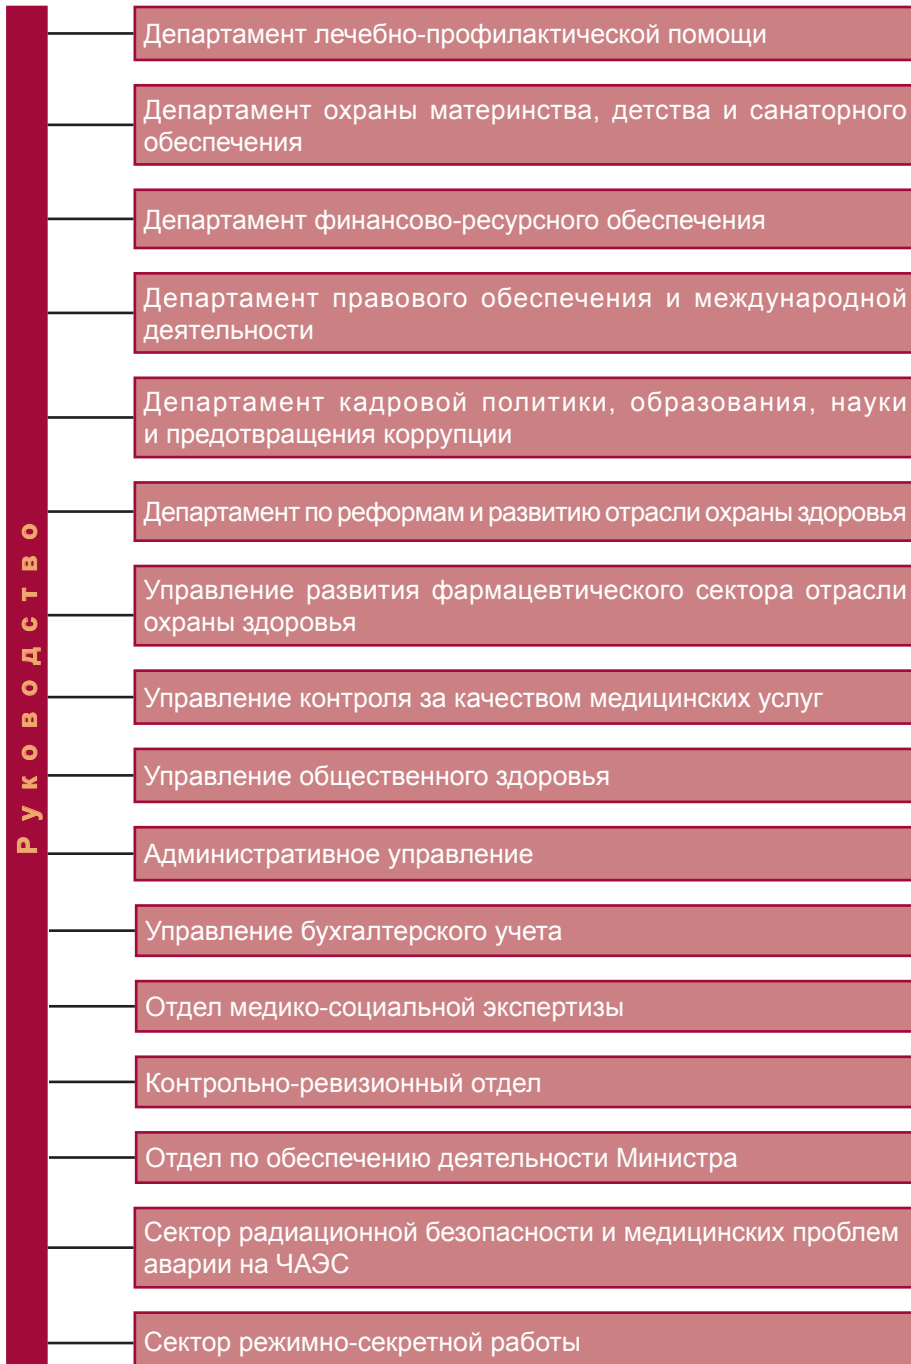 Руководство
Департамент лечебно-профилактической помощи
Департамент охраны материнства, детства и санаторного
обеспечения
Департамент финансово-ресурсного обеспечения
Департамент правового обеспечения и международной
деятельности
Департамент кадровой политики, образования, науки
и предотвращения коррупции
Департамент по реформам и развитию отрасли охраны здоровья
Управление развития фармацевтического сектора отрасли
охраны здоровья
Управление контроля за качеством медицинских услуг
Управление общественного здоровья
Административное управление
Управление бухгалтерского учета
Отдел медико-социальной экспертизы
Контрольно-ревизионный отдел
Отдел по обеспечению деятельности Министра
Сектор радиационной безопасности и медицинских проблем
аварии на ЧАЭС
Сектор режимно-секретной работы